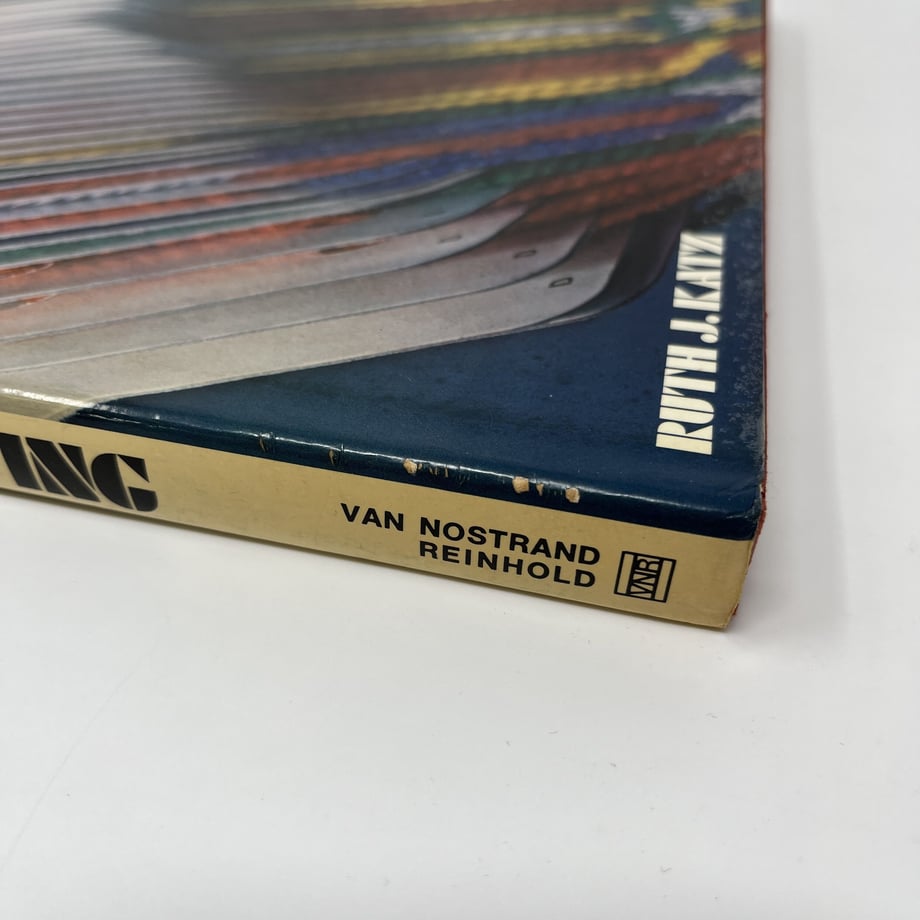 RUTH J. KATZ
ING
VAN NOSTRAND
REINHOLD
VNR